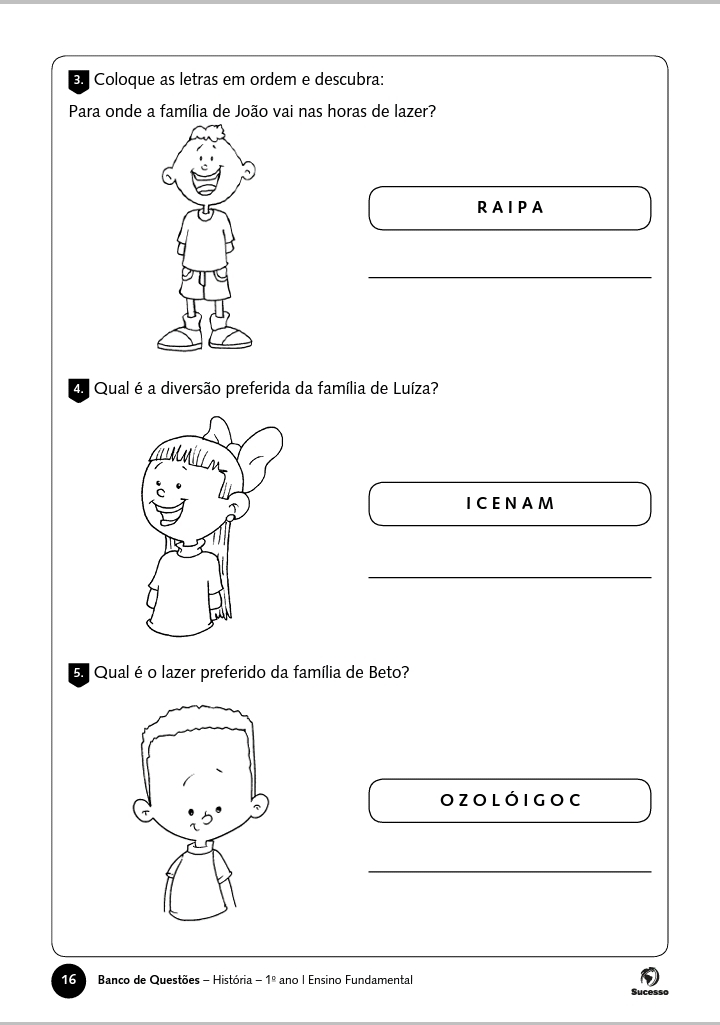 3. Coloque as letras em ordem e descubra:
Para onde a família de João vai nas horas de lazer?
R A I P A
4. Qual é a diversão preferida da família de Luíza?
I C E N A M
5. Qual é o lazer preferido da família de Beto?
O Z O L Ó I G O C
16 Banco de Questões – História – 1º ano I Ensino Fundamental
Sucesso